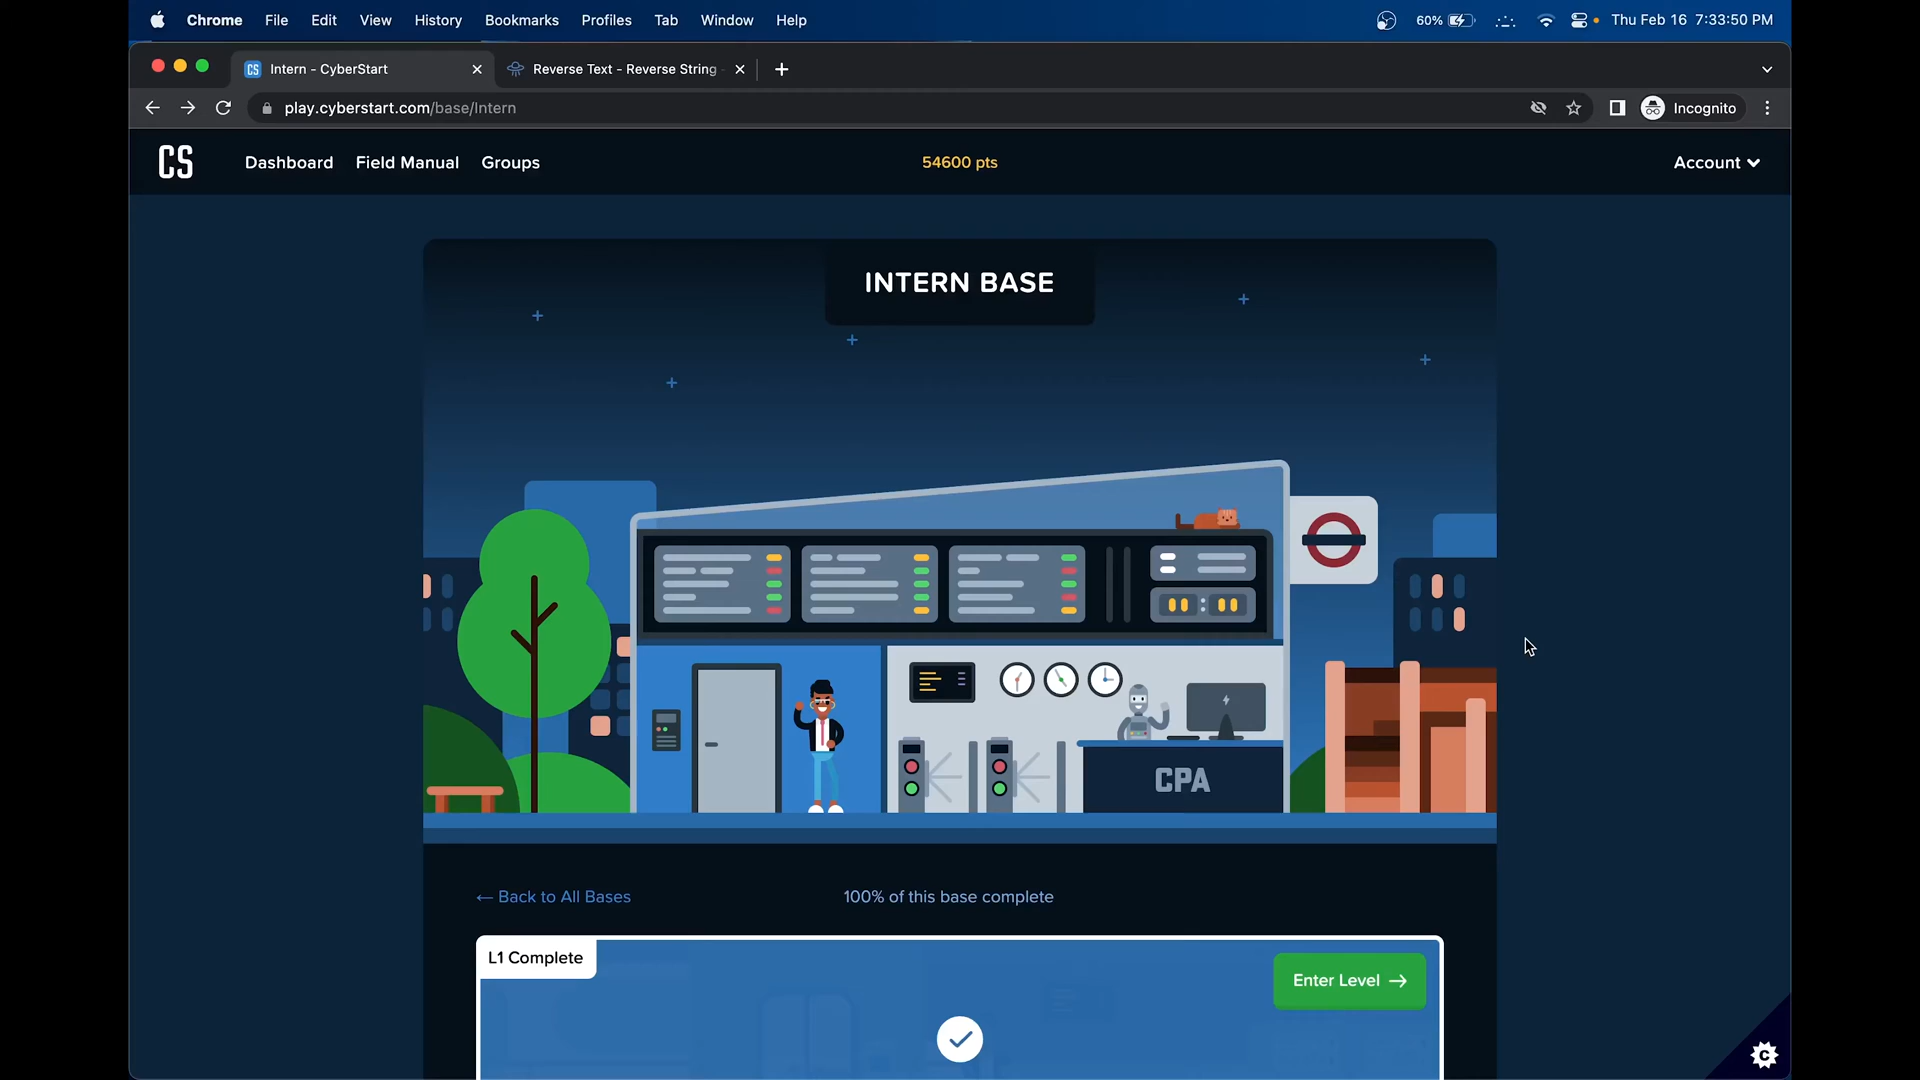 Chrome File Edit View History Bookmarks Profiles Tab Window Help 60% Thu Feb 16 7:33:50 PM
CS Intern - CyberStart Reverse Text - Reverse String
play.cyberstart.com/base/Intern Incognito
CS Dashboard Field Manual Groups 54600 pts Account
INTERN BASE
CPA
← Back to All Bases 100% of this base complete
L1 Complete
Enter Level →
C